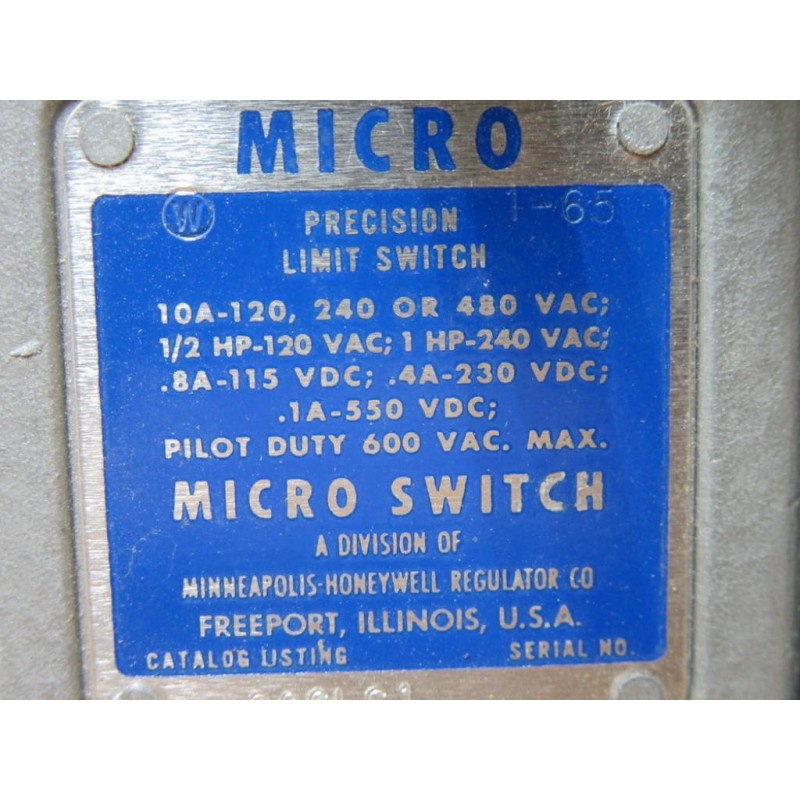 MICRO
W 1-65
PRECISION
LIMIT SWITCH
10A-120, 240 OR 480 VAC;
1/2 HP-120 VAC; 1 HP-240 VAC;
.8A-115 VDC; .4A-230 VDC;
.1A-550 VDC;
PILOT DUTY 600 VAC. MAX.
MICRO SWITCH
A DIVISION OF
MINNEAPOLIS-HONEYWELL REGULATOR CO
FREEPORT, ILLINOIS, U.S.A.
CATALOG LISTING SERIAL NO.